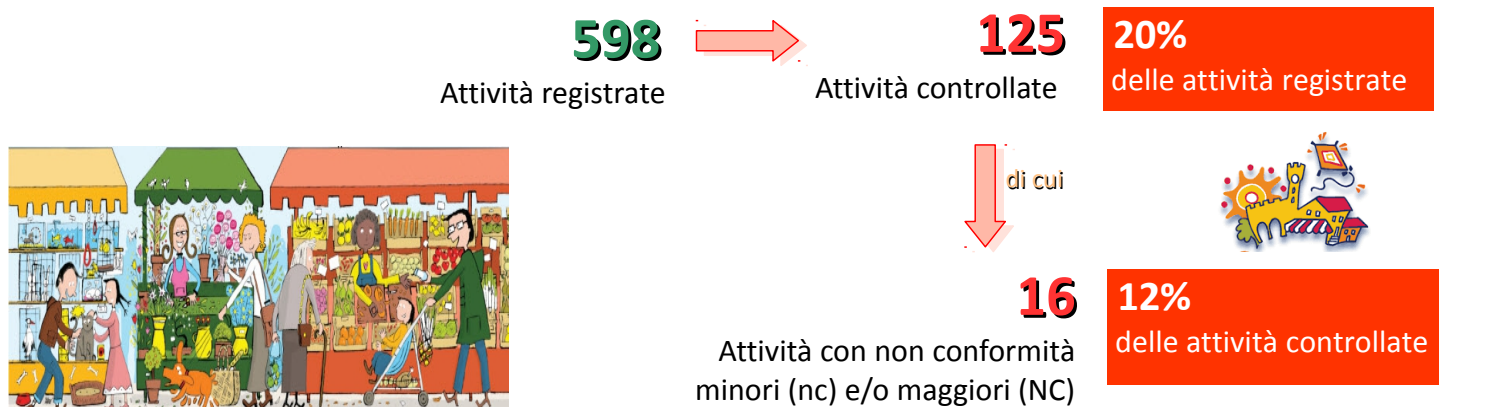 598
Attività registrate
125
Attività controllate
20%
delle attività registrate
di cui
16
Attività con non conformità
minori (nc) e/o maggiori (NC)
12%
delle attività controllate